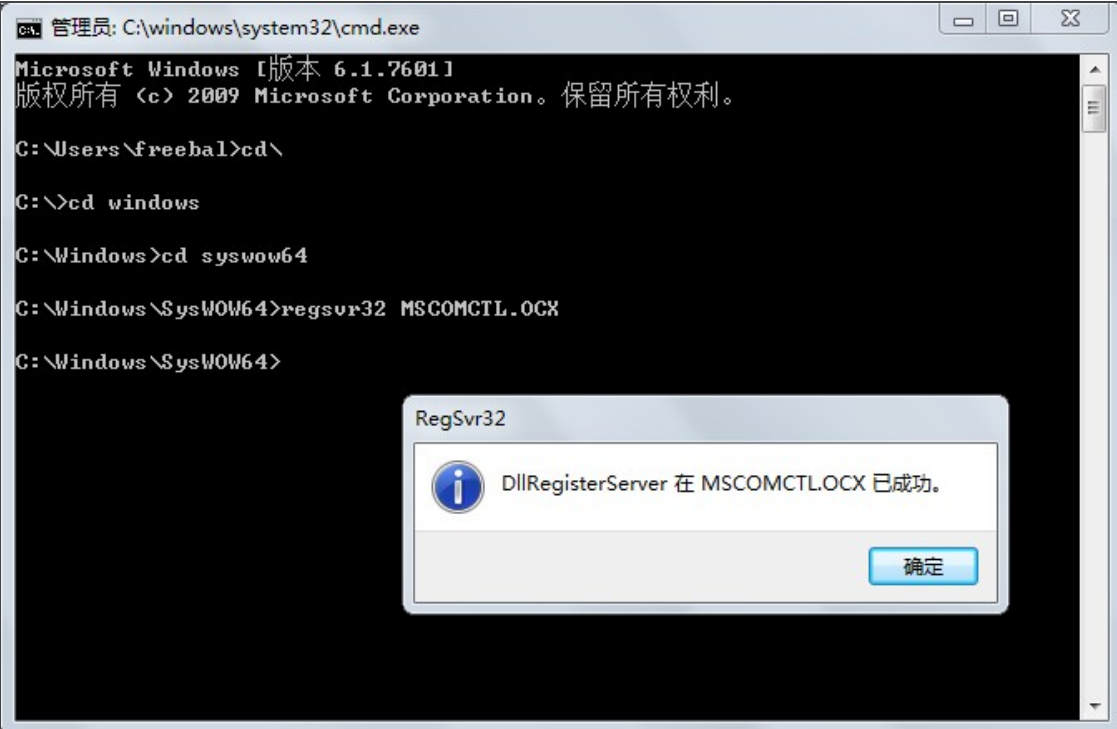 管理员: C:\windows\system32\cmd.exe
Microsoft Windows [版本 6.1.7601]
版权所有 (c) 2009 Microsoft Corporation。保留所有权利。
C:\Users\freebal>cd\
C:\>cd windows
C:\Windows>cd syswow64
C:\Windows\SysWOW64>regsvr32 MSCOMCTL.OCX
C:\Windows\SysWOW64>
RegSvr32
DllRegisterServer 在 MSCOMCTL.OCX 已成功。
确定